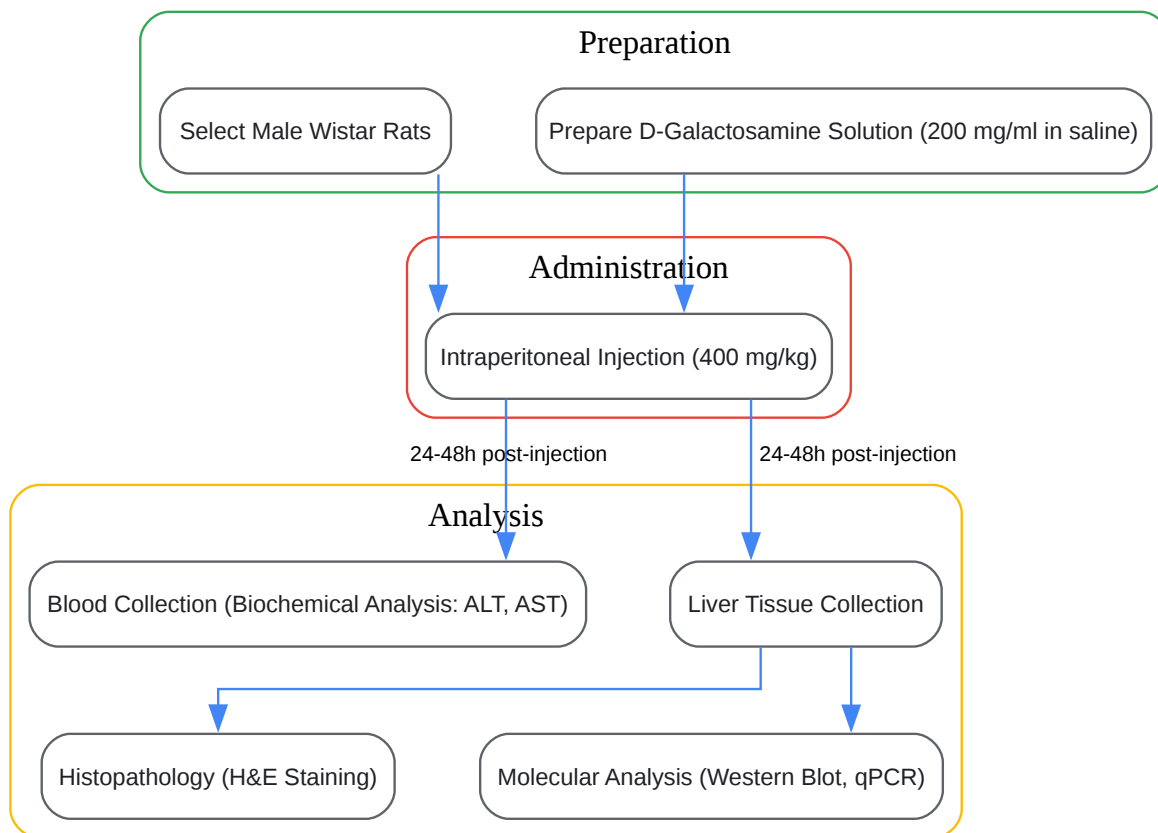 Preparation
Select Male Wistar Rats
Prepare D-Galactosamine Solution (200 mg/ml in saline)
Administration
Intraperitoneal Injection (400 mg/kg)
24-48h post-injection
24-48h post-injection
Analysis
Blood Collection (Biochemical Analysis: ALT, AST)
Liver Tissue Collection
Histopathology (H&E Staining)
Molecular Analysis (Western Blot, qPCR)